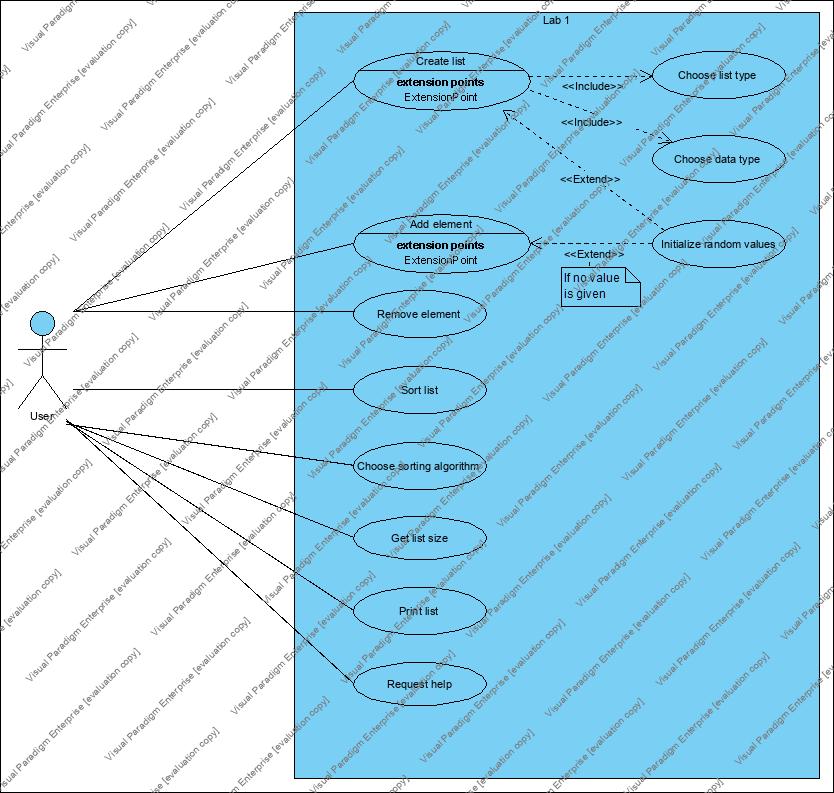 Lab 1
Create list
extension points
ExtensionPoint
<<Include>>
Choose list type
<<Include>>
Choose data type
<<Extend>>
Add element
extension points
ExtensionPoint
<<Extend>>
Initialize random values
If no value
is given
Remove element
User
Sort list
Choose sorting algorithm
Get list size
Print list
Request help
Visual Paradigm Enterprise [evaluation copy]